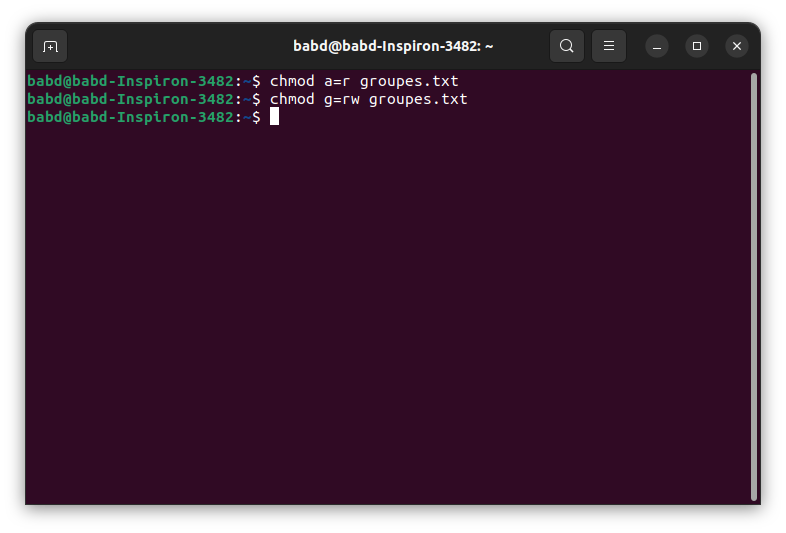 babd@babd-Inspiron-3482: ~
babd@babd-Inspiron-3482:~$ chmod a=r groupes.txt
babd@babd-Inspiron-3482:~$ chmod g=rw groupes.txt
babd@babd-Inspiron-3482:~$